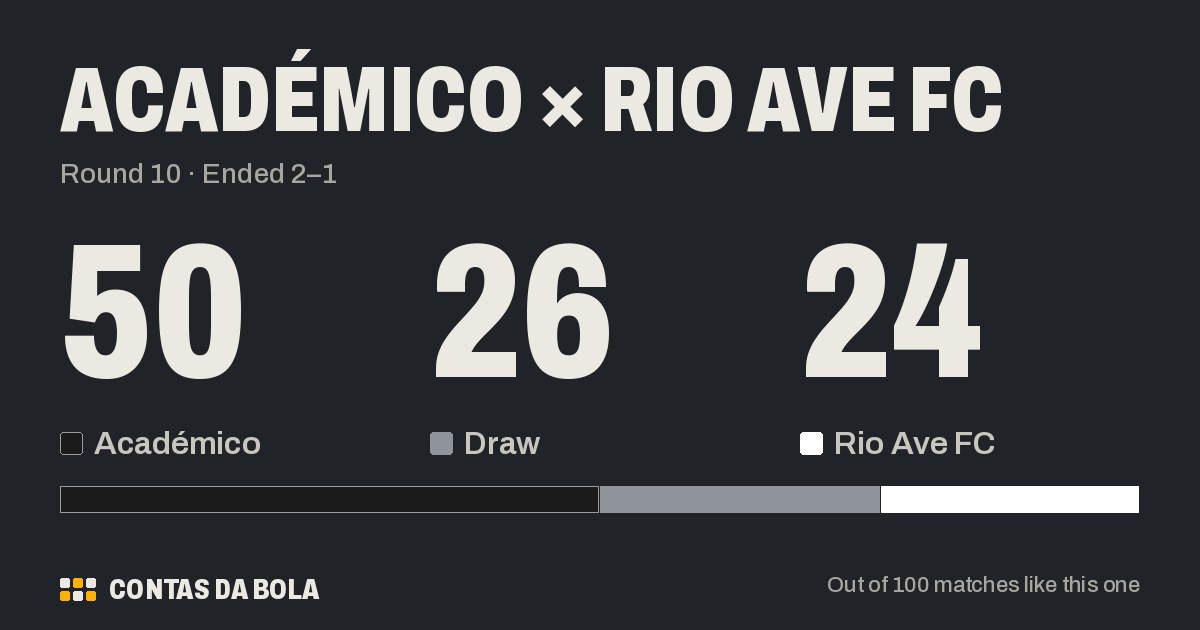 ACADÉMICO × RIO AVE FC
Round 10 · Ended 2–1
50 26 24
Académico Draw Rio Ave FC
CONTAS DA BOLA
Out of 100 matches like this one